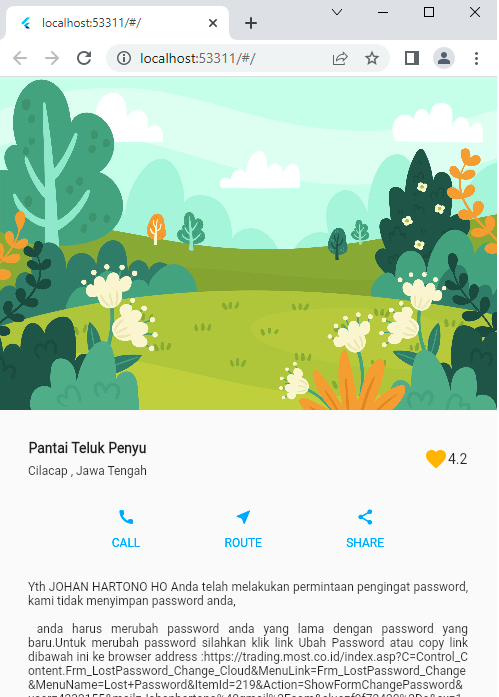 localhost:53311/#/
localhost:53311/#/
Pantai Teluk Penyu
Cilacap , Jawa Tengah
4.2
CALL
ROUTE
SHARE
Yth JOHAN HARTONO HO Anda telah melakukan permintaan pengingat password,
kami tidak menyimpan password anda,
anda harus merubah password anda yang lama dengan password yang
baru.Untuk merubah password silahkan klik link Ubah Password atau copy link
dibawah ini ke browser address :https://trading.most.co.id/index.asp?C=Control_C
ontent.Frm_LostPassword_Change_Cloud&MenuLink=Frm_LostPassword_Change
&MenuName=Lost+Password&ItemId=219&Action=ShowFormChangePassword&